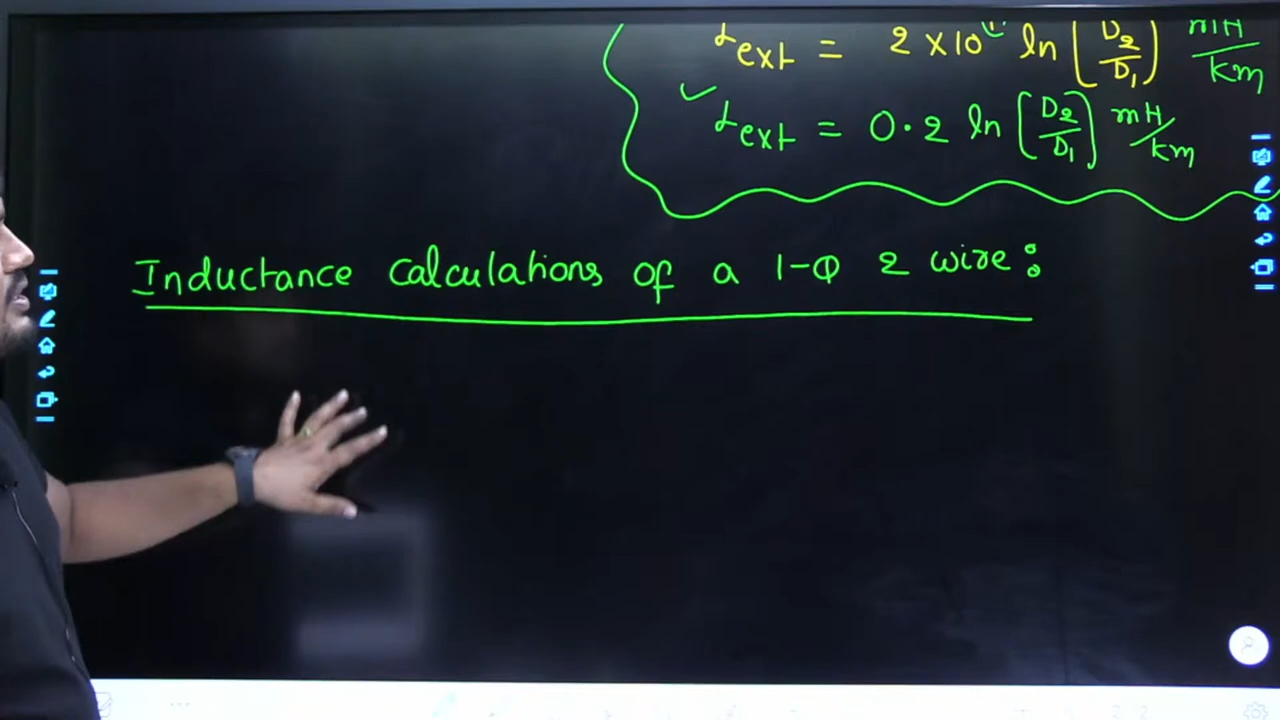 Lext = 2×10⁻¹ ln [D2/D1] mH/km
Lext = 0.2 ln [D2/D1] mH/km
Inductance Calculations of a 1-Φ 2 wire: